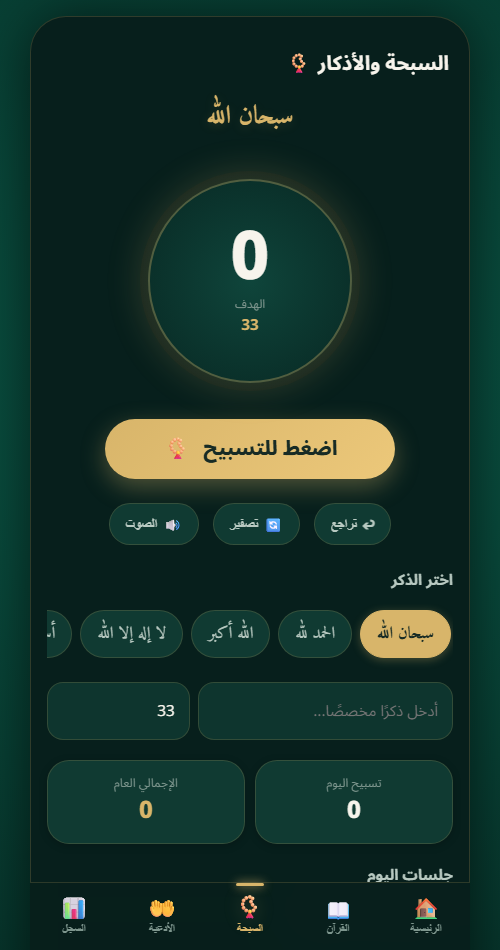 السبحة والأذكار
سبحان الله
0
الهدف
33
اضغط للتسبيح
تراجع
تصفير
الصوت
اختر الذكر
سبحان الله
الحمد لله
الله أكبر
لا إله إلا الله
أدخل ذكرًا مخصصًا...
33
تسبيح اليوم
0
الإجمالي العام
0
جلسات اليوم
الرئيسية
القرآن
السبحة
الأدعية
السجل